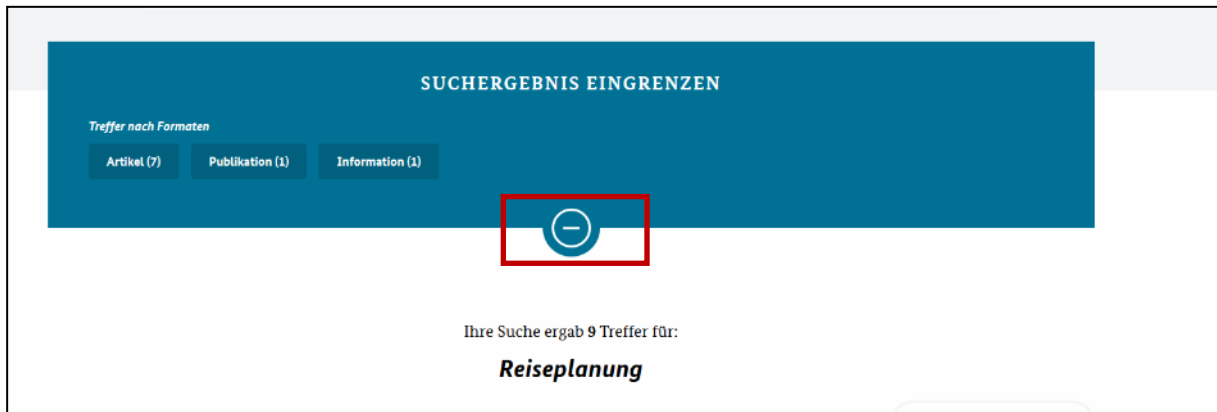 SUCHERGEBNIS EINGRENZEN
Treffer nach Formaten
Artikel (7) Publikation (1) Information (1)
Ihre Suche ergab 9 Treffer für:
Reiseplanung